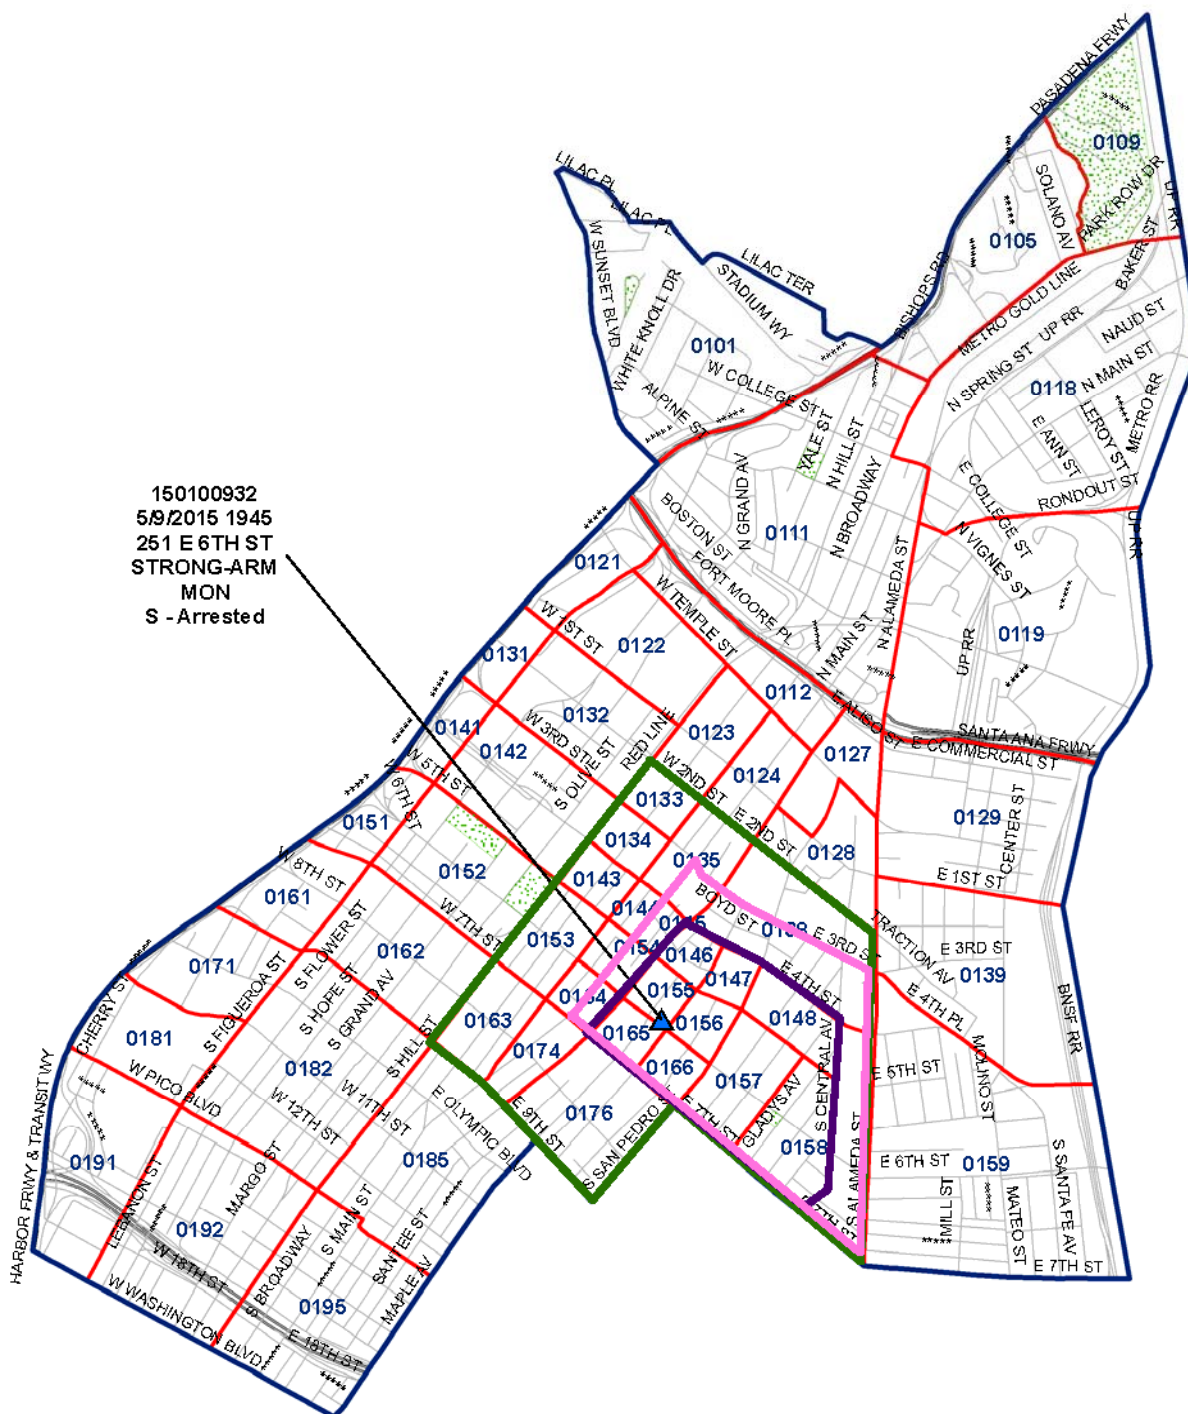 PASADENA FRWY
0109
SOLANO AV
PARK ROW DR
UP RR
0105
LILAC PL
LILAC PL
W SUNSET BLVD
LILAC TER
STADIUM WY
BISHOPS RD
METRO GOLD LINE
BAKER ST
WHITE KNOLL DR
0101
W COLLEGE ST
ALPINE ST
N SPRING ST
UP RR
NAUD ST
N MAIN ST
0118
METRO RR
LEROY ST
E ANN ST
YALE ST
N HILL ST
N GRAND AV
N BROADWAY
E COLLEGE ST
RONDOUT ST
UP RR
150100932
5/9/2015 1945
251 E 6TH ST
STRONG-ARM
MON
S - Arrested
BOSTON ST
0111
FORT MOORE PL
N VIGNES ST
N ALAMEDA ST
0121
W TEMPLE ST
W 1ST ST
0122
N MAIN ST
0119
UP RR
0131
0112
E ALISO ST
SANTA ANA FRWY
E COMMERCIAL ST
0141
0132
W 3RD ST
0142
S OLIVE ST
RED LINE
0123
0127
W 5TH ST
W 6TH ST
W 2ND ST
0124
0133
E 2ND ST
0129
CENTER ST
0151
0134
0128
W 8TH ST
0152
0143
0135
E 1ST ST
0161
W 7TH ST
0144
BOYD ST
0138
E 3RD ST
TRACTION AV
E 3RD ST
0139
S FLOWER ST
0162
0153
0154
0146
0147
E 4TH ST
E 4TH PL
BNSF RR
0171
S HOPE ST
S GRAND AV
0155
0148
CHERRY ST
S FIGUEROA ST
0163
0164
0165
0156
S CENTRAL AV
0181
S HILL ST
0174
0166
0157
MOLINO ST
E 5TH ST
W PICO BLVD
0182
W 11TH ST
W 12TH ST
E OLYMPIC BLVD
E 9TH ST
0176
S SAN PEDRO ST
E 7TH ST
GLADYS AV
S ALAMEDA ST
0158
HARBOR FRWY & TRANSIT WY
0191
0185
E 6TH ST
0159
S SANTA FE AV
LEBANON ST
MARGO ST
0192
MILL ST
MATEO ST
W 18TH ST
S MAIN ST
S BROADWAY
SANTEE ST
MAPLE AV
E 7TH ST
0195
W WASHINGTON BLVD
E 18TH ST